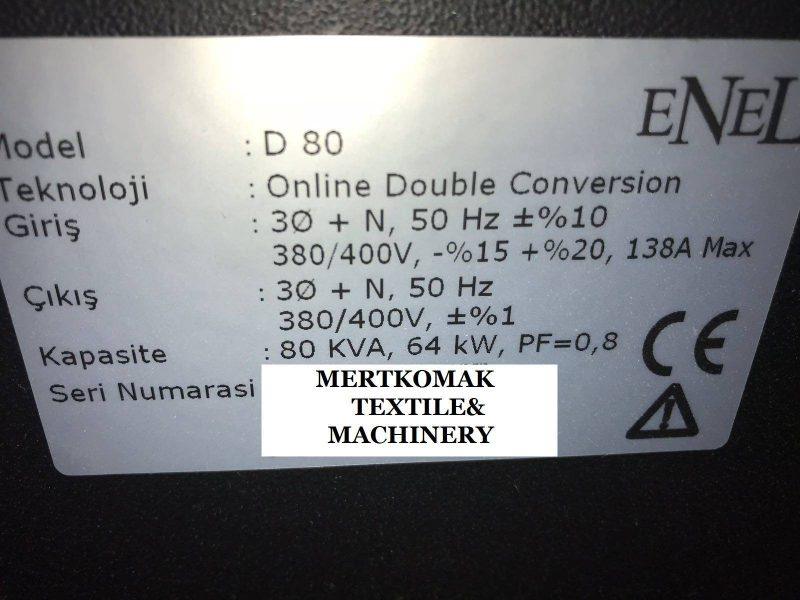 ENEL
Model : D 80
Teknoloji : Online Double Conversion
Giriş : 3Ø + N, 50 Hz ±%10
380/400V, -%15 +%20, 138A Max
Çıkış : 3Ø + N, 50 Hz
380/400V, ±%1
Kapasite : 80 KVA, 64 kW, PF=0,8
Seri Numarasi
MERTKOMAK
TEXTILE&
MACHINERY
CE